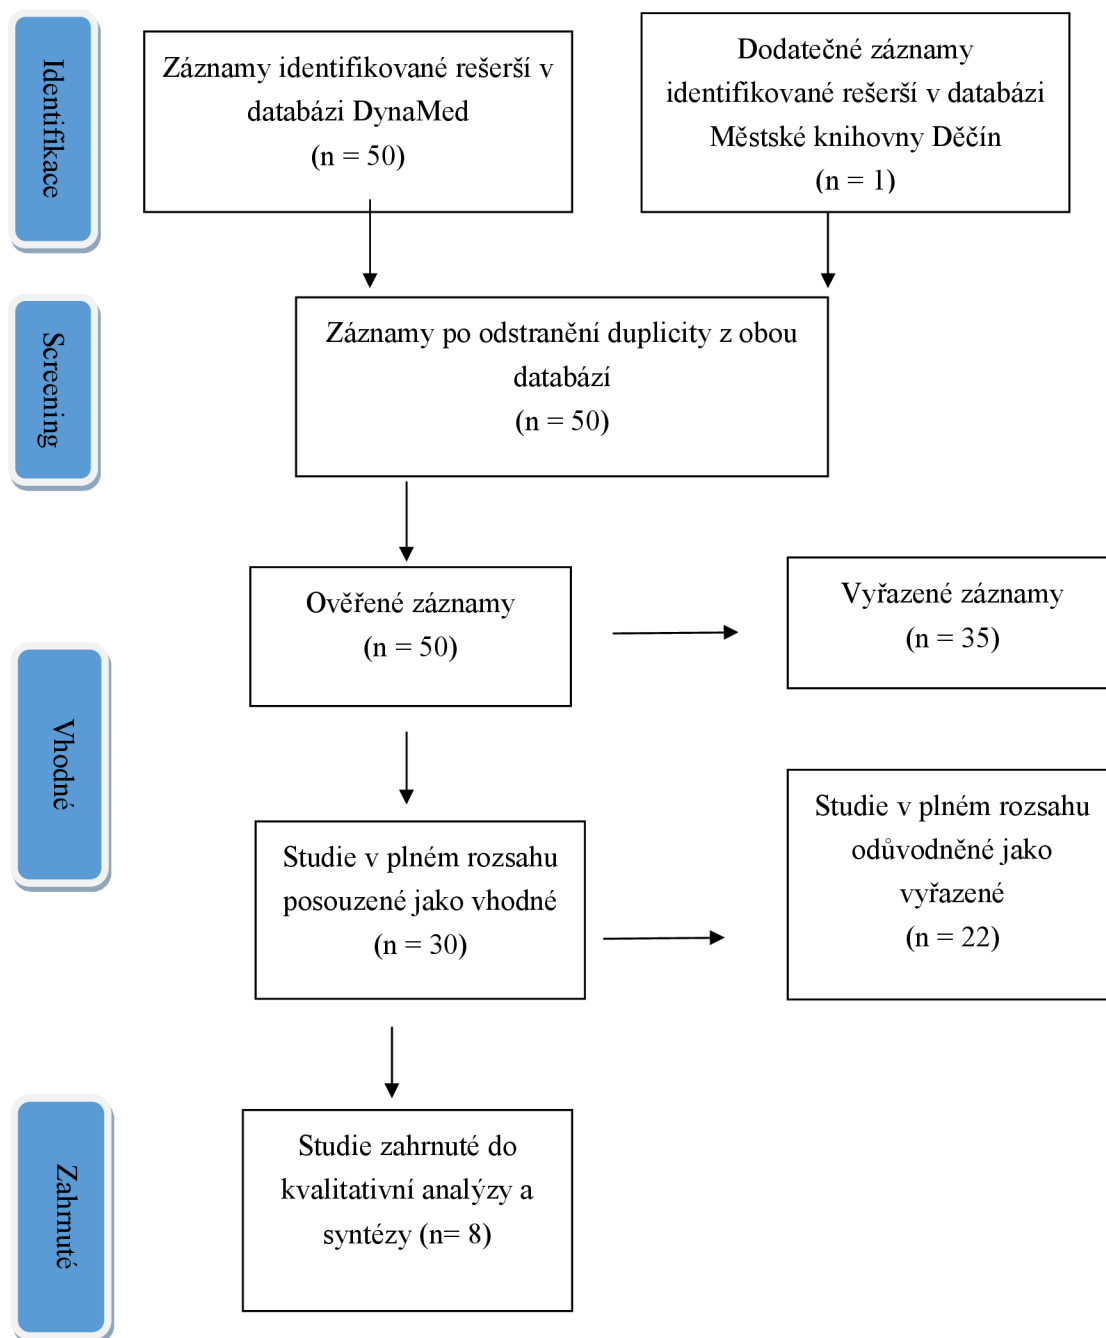 Identifikace
Záznamy identifikované rešerší v
databázi DynaMed
(n = 50)
Dodatečné záznamy
identifikované rešerší v databázi
Městské knihovny Děčín
(n = 1)
Screening
Záznamy po odstranění duplicity z obou
databází
(n = 50)
Vhodné
Ověřené záznamy
(n = 50)
Vyřazené záznamy
(n = 35)
Studie v plném rozsahu
posouzené jako vhodné
(n = 30)
Studie v plném rozsahu
odůvodněné jako
vyřazené
(n = 22)
Zahrnuté
Studie zahrnuté do
kvalitativní analýzy a
syntézy (n= 8)